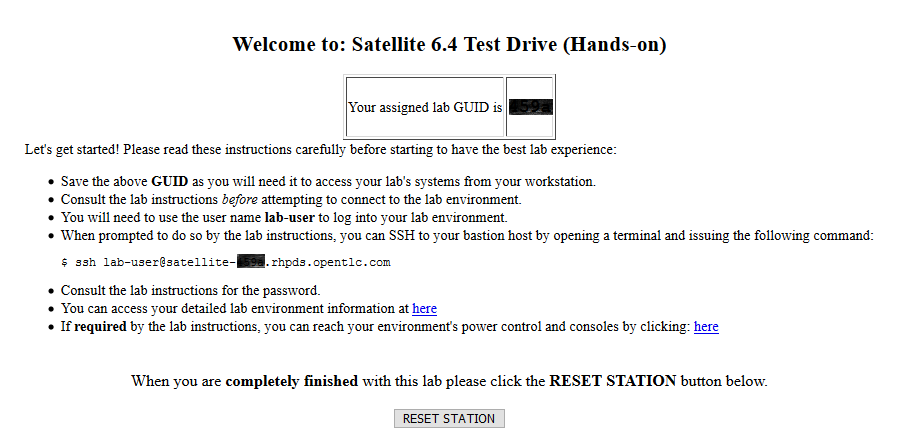 Welcome to: Satellite 6.4 Test Drive (Hands-on)
Your assigned lab GUID is
Let's get started! Please read these instructions carefully before starting to have the best lab experience:
• Save the above GUID as you will need it to access your lab's systems from your workstation.
• Consult the lab instructions before attempting to connect to the lab environment.
• You will need to use the user name lab-user to log into your lab environment.
• When prompted to do so by the lab instructions, you can SSH to your bastion host by opening a terminal and issuing the following command:
$ ssh lab-user@satellite- .rhpds.opentlc.com
• Consult the lab instructions for the password.
• You can access your detailed lab environment information at here
• If required by the lab instructions, you can reach your environment's power control and consoles by clicking: here
When you are completely finished with this lab please click the RESET STATION button below.
RESET STATION